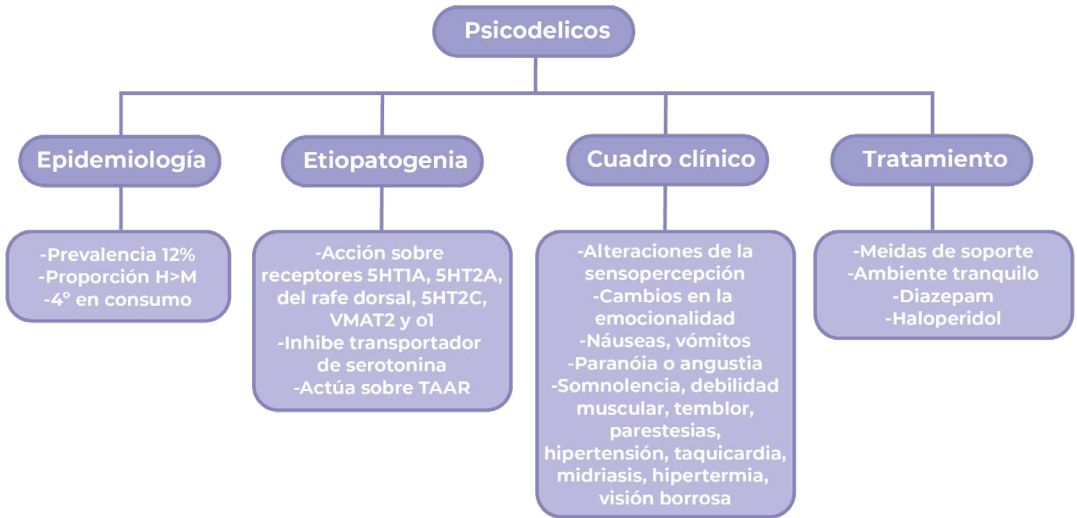 Psicodelicos
Epidemiología
-Prevalencia 12%
-Proporción H>M
-4º en consumo
Etiopatogenia
-Acción sobre
receptores 5HT1A, 5HT2A,
del rafe dorsal, 5HT2C,
VMAT2 y o1
-Inhibe transportador
de serotonina
-Actúa sobre TAAR
Cuadro clínico
-Alteraciones de la
sensopercepción
-Cambios en la
emocionalidad
-Náuseas, vómitos
-Paranóia o angustia
-Somnolencia, debilidad
muscular, temblor,
parestesias,
hipertensión, taquicardia,
midriasis, hipertermia,
visión borrosa
Tratamiento
-Meidas de soporte
-Ambiente tranquilo
-Diazepam
-Haloperidol